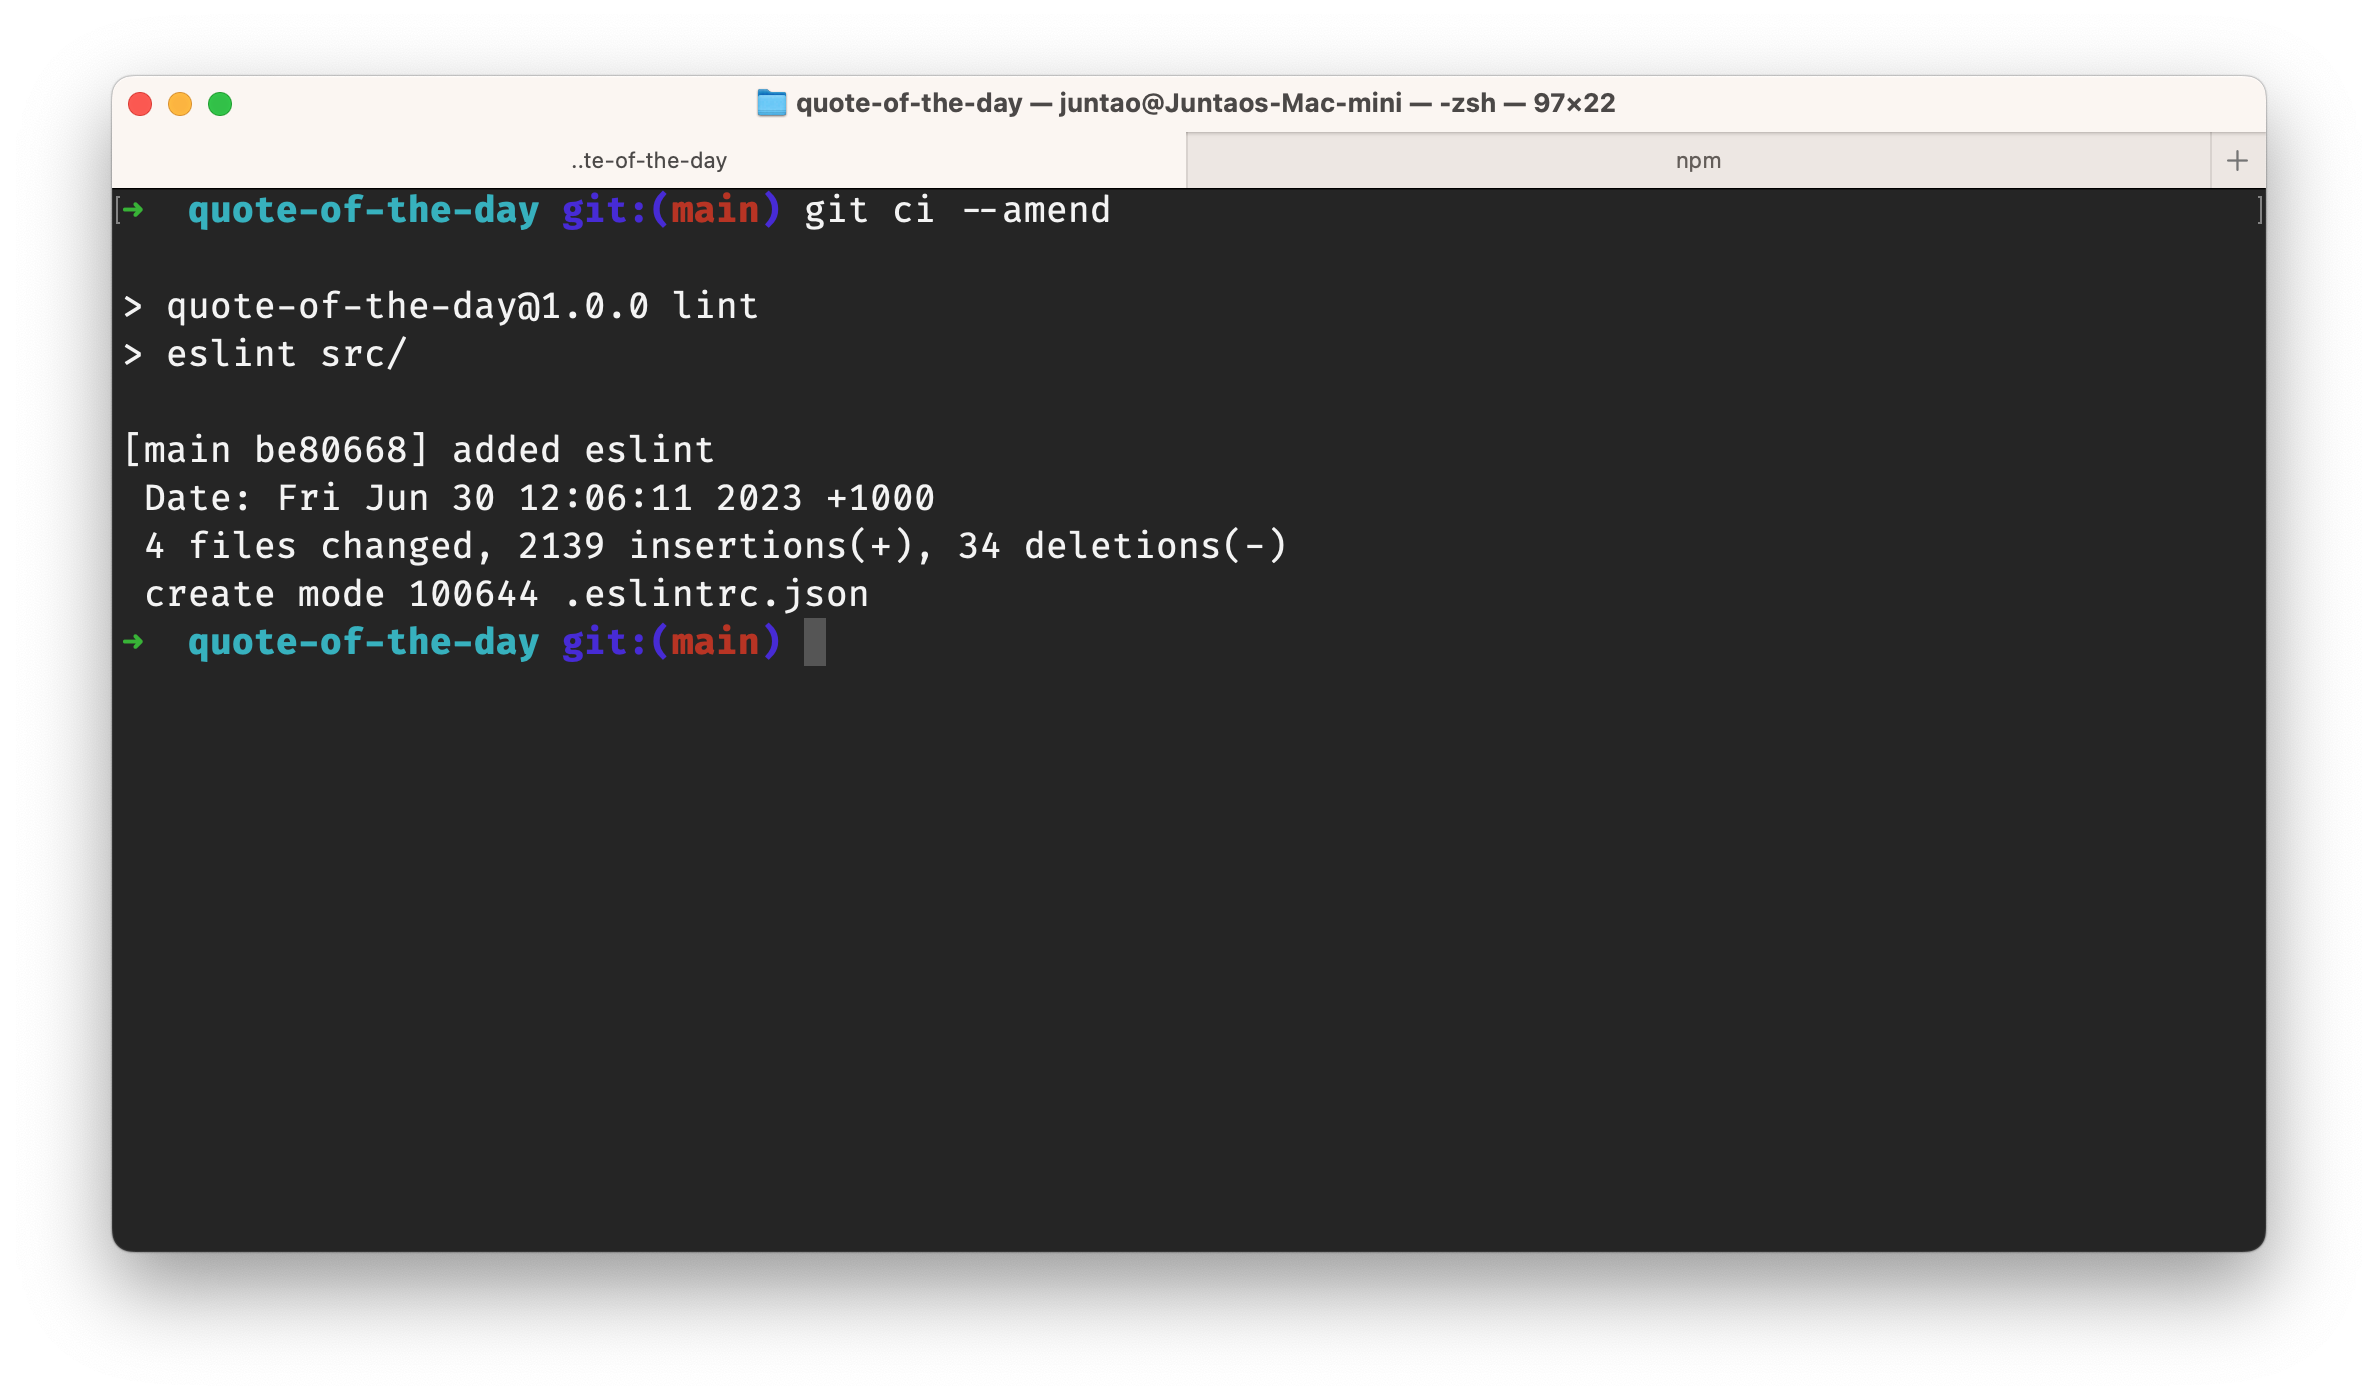 quote-of-the-day — juntao@Juntaos-Mac-mini — -zsh — 97×22
..te-of-the-day
npm
[➜  quote-of-the-day git:(main) git ci --amend ]
> quote-of-the-day@1.0.0 lint
> eslint src/
[main be80668] added eslint
 Date: Fri Jun 30 12:06:11 2023 +1000
 4 files changed, 2139 insertions(+), 34 deletions(-)
 create mode 100644 .eslintrc.json
➜  quote-of-the-day git:(main)